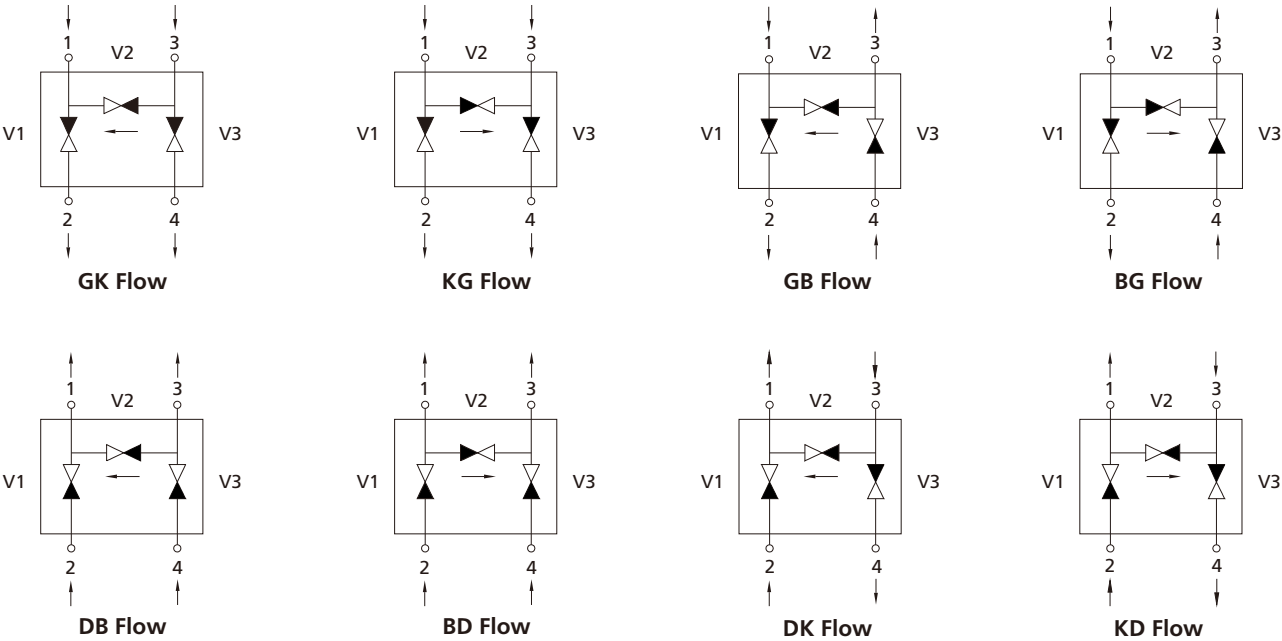 1 3
V2
V1 V3
2 4
GK Flow
1 3
V2
V1 V3
2 4
KG Flow
1 3
V2
V1 V3
2 4
GB Flow
1 3
V2
V1 V3
2 4
BG Flow
1 3
V2
V1 V3
2 4
DB Flow
1 3
V2
V1 V3
2 4
BD Flow
1 3
V2
V1 V3
2 4
DK Flow
1 3
V2
V1 V3
2 4
KD Flow